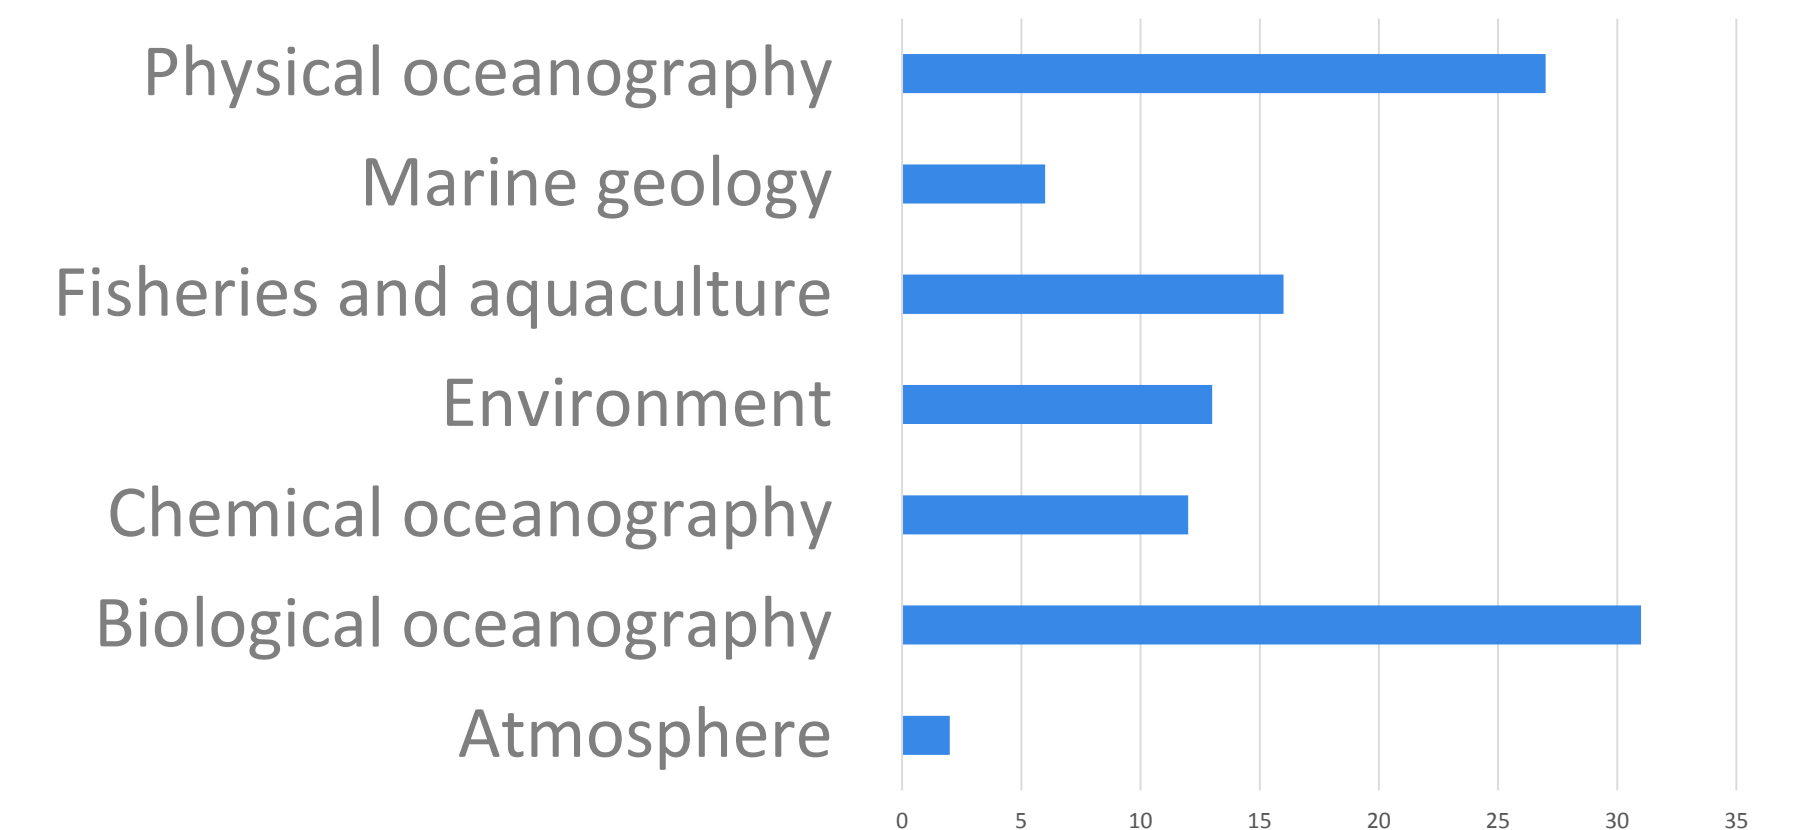 Physical oceanography
Marine geology
Fisheries and aquaculture
Environment
Chemical oceanography
Biological oceanography
Atmosphere
0 5 10 15 20 25 30 35